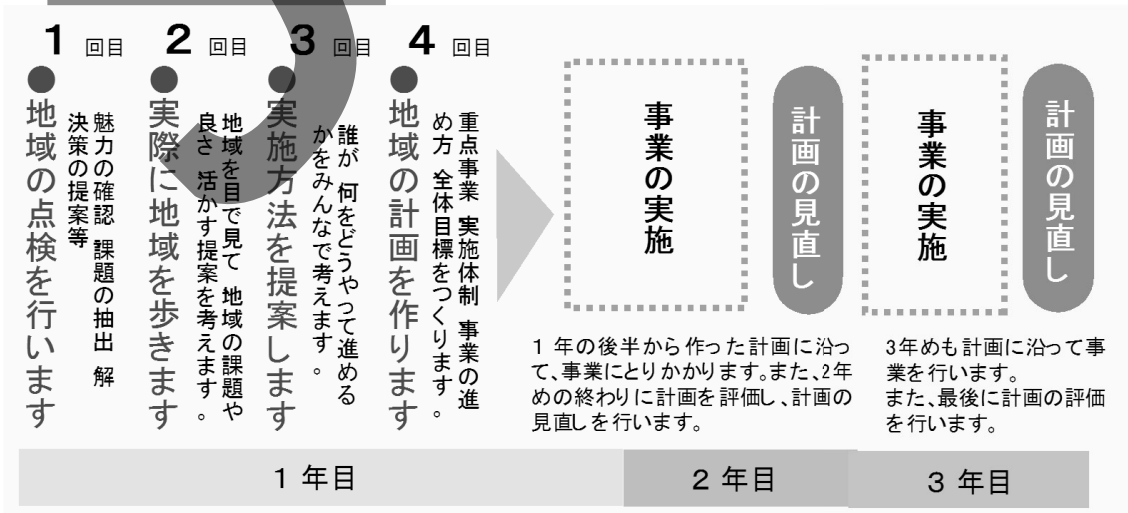 1 回目
●地域の点検を行います
魅力の確認 課題の抽出 解
決策の提案等
2 回目
●実際に地域を歩きます
地域を目で見て 地域の課題や
良さ 活かす提案を考えます。
3 回目
●実施方法を提案します
誰が 何をどうやって進める
かをみんなで考えます。
4 回目
●地域の計画を作ります
重点事業 実施体制 事業の進
め方 全体目標をつくります。
事業の実施
計画の見直し
1 年の後半から作った計画に沿っ
て、事業にとりかかります。また、2年
めの終わりに計画を評価し、計画の
見直しを行います。
事業の実施
計画の見直し
3年めも計画に沿って事
業を行います。
また、最後に計画の評価
を行います。
1 年目
2 年目
3 年目